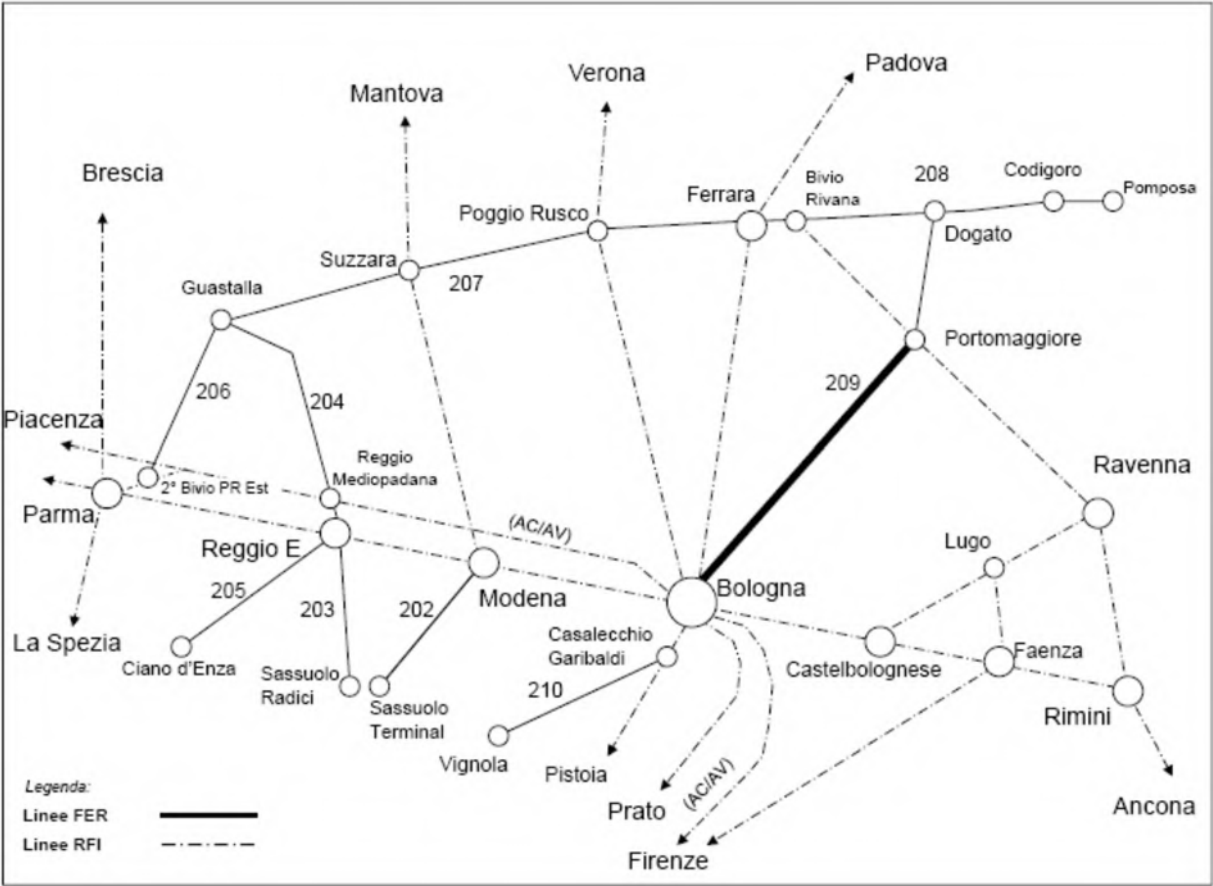 Padova
Verona
Mantova
Brescia
Codigoro
208
Bivio
Rivana
Ferrara
Pomposa
Poggio Rusco
Dogato
Suzzara
207
Guastalla
Portomaggiore
209
206
204
Piacenza
Reggio
Mediopadana
Ravenna
2° Bivio PR Est
Parma
(AC/AV)
Lugo
Reggio E
205
203
202
Modena
Bologna
La Spezia
Ciano d'Enza
Casalecchio
Garibaldi
Castelbolognese
Faenza
Sassuolo
Radici
210
Sassuolo
Terminal
Rimini
Vignola
Pistoia
(AC/AV)
Prato
Ancona
Firenze
Legenda:
Linee FER
Linee RFI